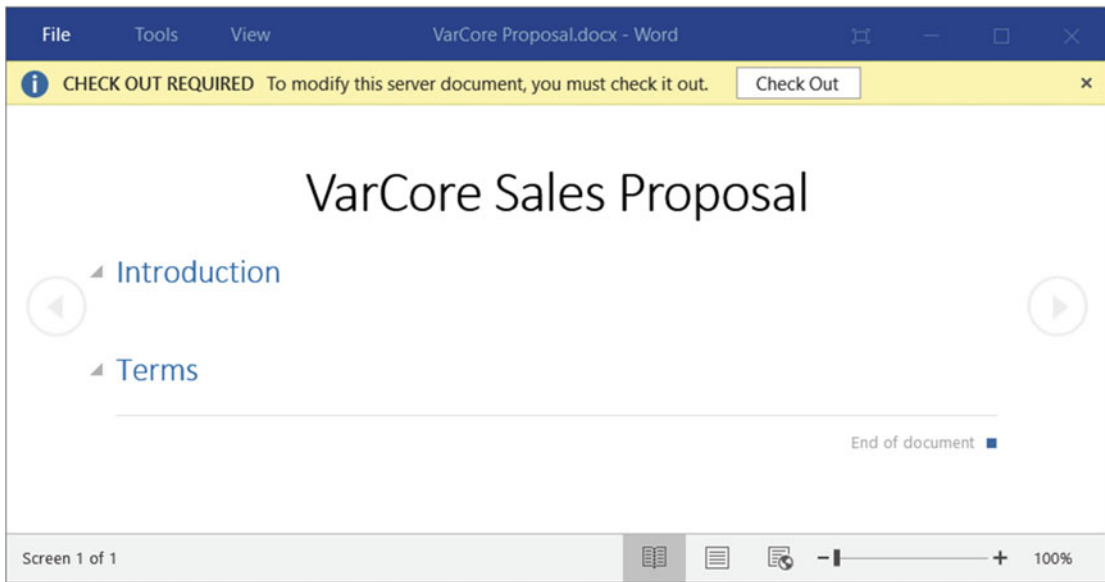 File Tools View VarCore Proposal.docx - Word
CHECK OUT REQUIRED To modify this server document, you must check it out. Check Out
VarCore Sales Proposal
Introduction
Terms
End of document
Screen 1 of 1 100%